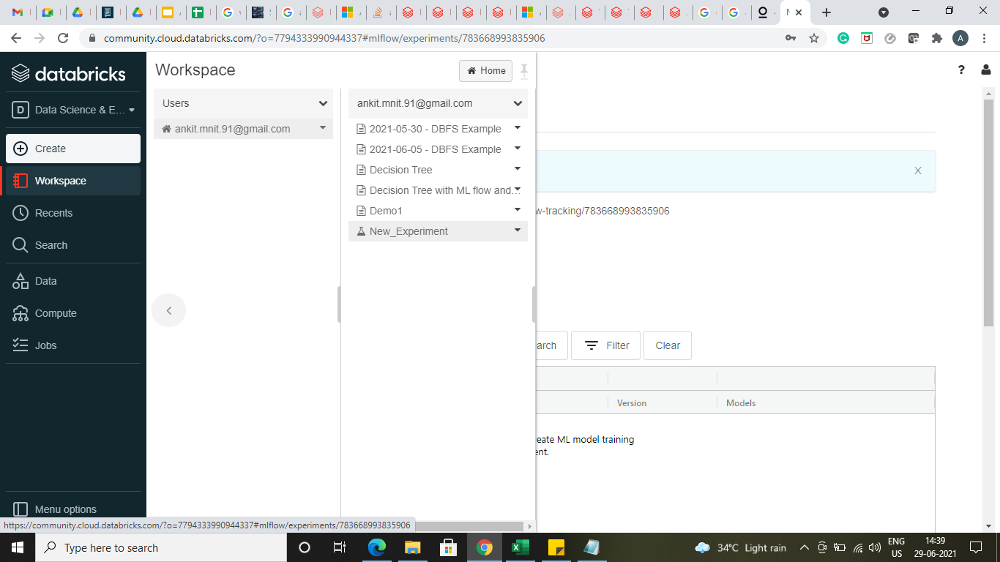 community.cloud.databricks.com/?o=7794333990944337#mlflow/experiments/783668993835906
A
databricks
D Data Science & E...
Create
Workspace
Recents
Search
Data
Compute
Jobs
Menu options
Workspace
Home
Users
ankit.mnit.91@gmail.com
ankit.mnit.91@gmail.com
2021-05-30 - DBFS Example
2021-06-05 - DBFS Example
Decision Tree
Decision Tree with ML flow and...
Demo1
New_Experiment
?
x
w-tracking/783668993835906
arch
Filter
Clear
Version
Models
eate ML model training
ent.
https://community.cloud.databricks.com/?o=7794333990944337#mlflow/experiments/783668993835906
Type here to search
34°C Light rain
ENG
US
14:39
29-06-2021